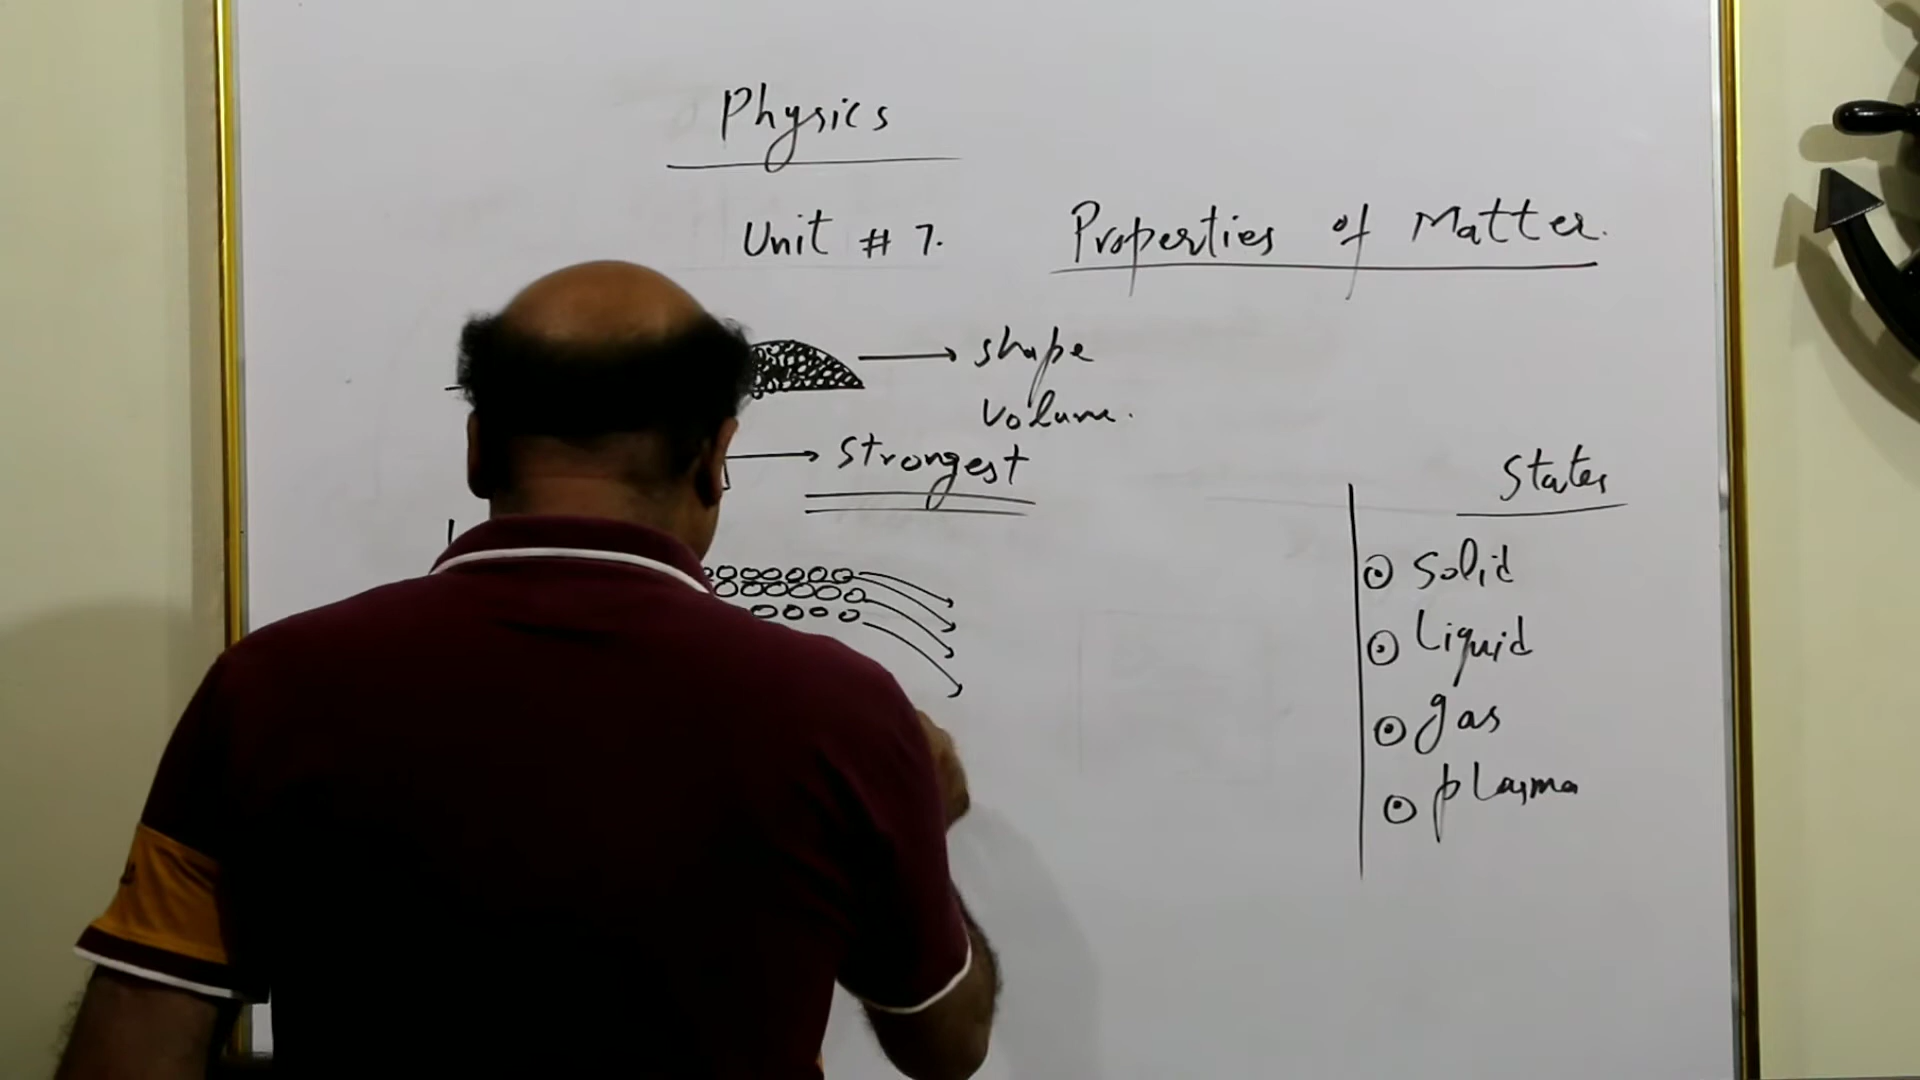 Physics
Unit # 7. Properties of Matter.
shape
volume.
strongest
States
solid
liquid
gas
plasma